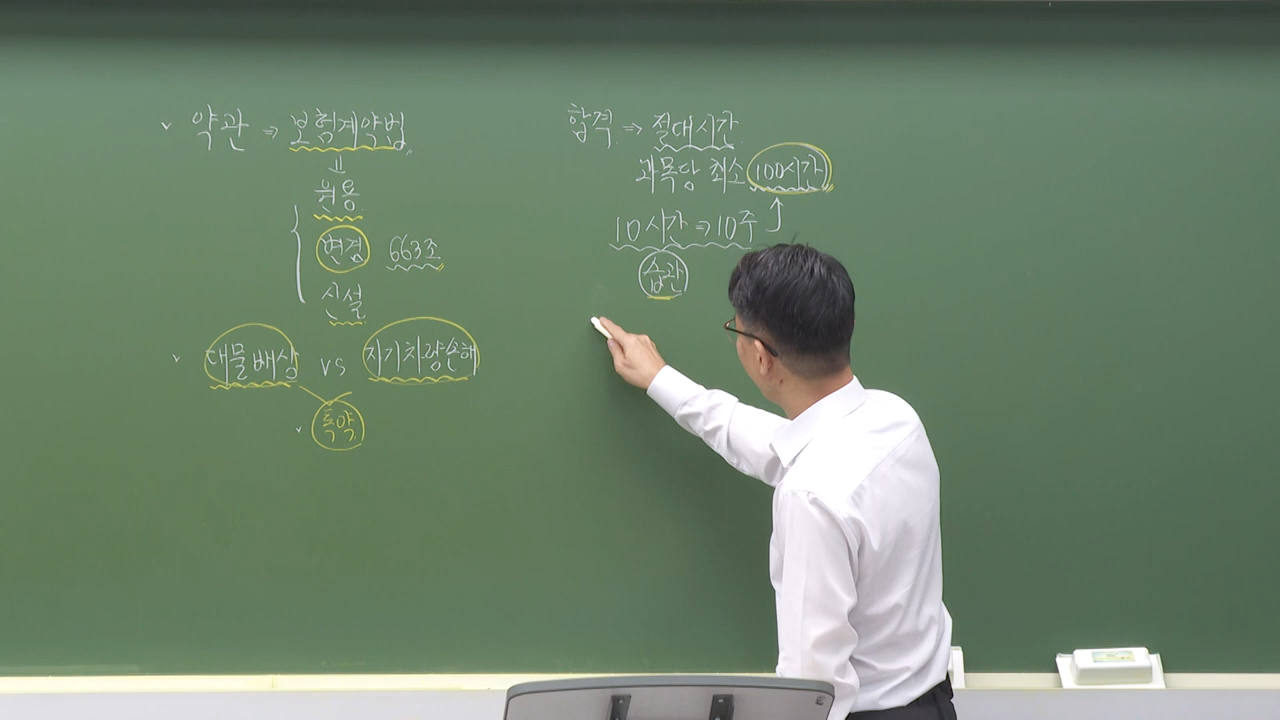 약관 ⇒ 보험계약법
원용
변경 663조
신설
대물배상 vs 자기차량손해
특약
합격 ⇒ 절대시간
과목당 최소 100시간
10시간 ⇒ 10주
습관